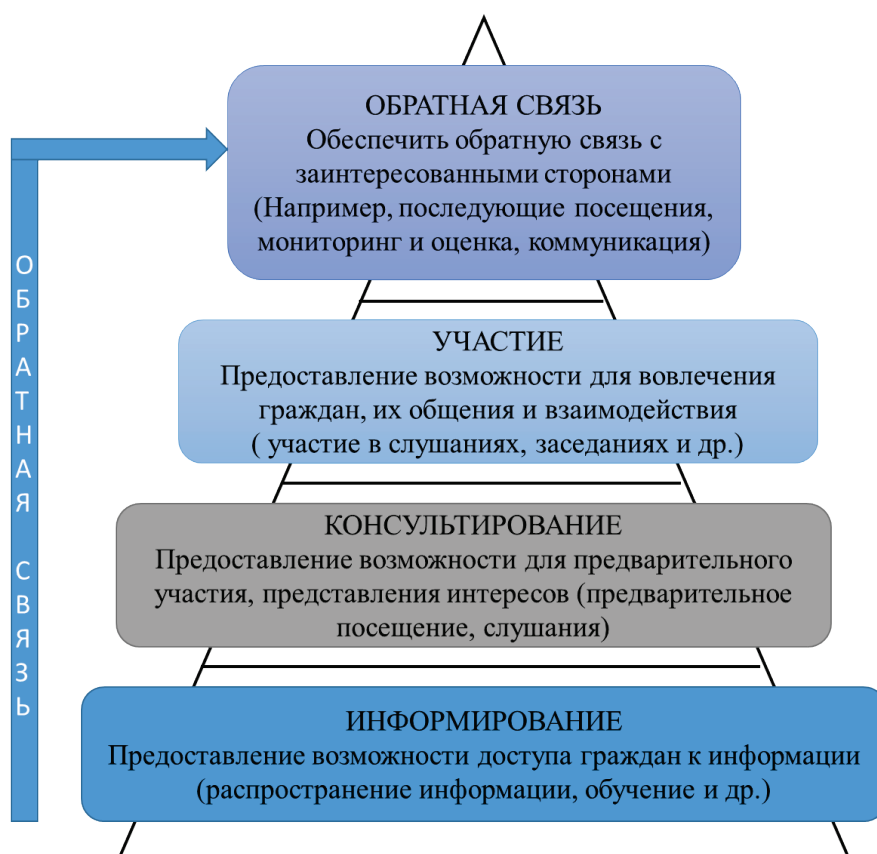 ОБРАТНАЯ СВЯЗЬ
Обеспечить обратную связь с
заинтересованными сторонами
(Например, последующие посещения,
мониторинг и оценка, коммуникация)
ОБРАТНАЯ СВЯЗЬ
УЧАСТИЕ
Предоставление возможности для вовлечения
граждан, их общения и взаимодействия
( участие в слушаниях, заседаниях и др.)
КОНСУЛЬТИРОВАНИЕ
Предоставление возможности для предварительного
участия, представления интересов (предварительное
посещение, слушания)
ИНФОРМИРОВАНИЕ
Предоставление возможности доступа граждан к информации
(распространение информации, обучение и др.)